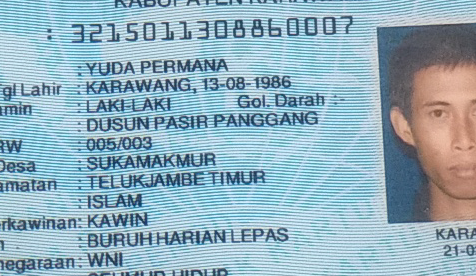 KABUPATEN KARAWANG
: 3215011308860007
: YUDA PERMANA
Tgl Lahir : KARAWANG, 13-08-1986
amin : LAKI-LAKI Gol. Darah :-
: DUSUN PASIR PANGGANG
RW : 005/003
Desa : SUKAMAKMUR
amatan : TELUKJAMBE TIMUR
: ISLAM
erkawinan: KAWIN
n : BURUH HARIAN LEPAS
negaraan: WNI
: SEUMUR HIDUP
KARA
21-0